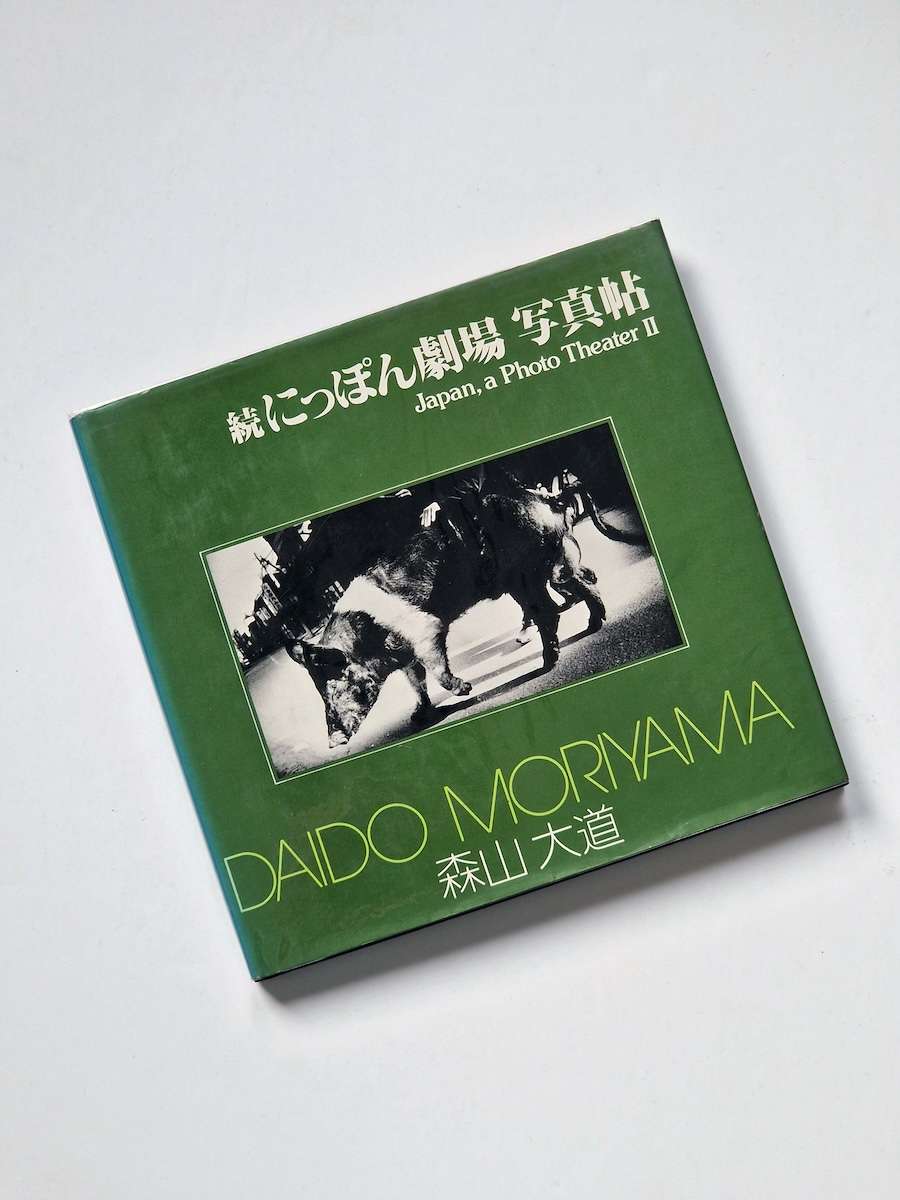 続にっぽん劇場 写真帖
Japan, a Photo Theater II
DAIDO MORIYAMA
森山 大道